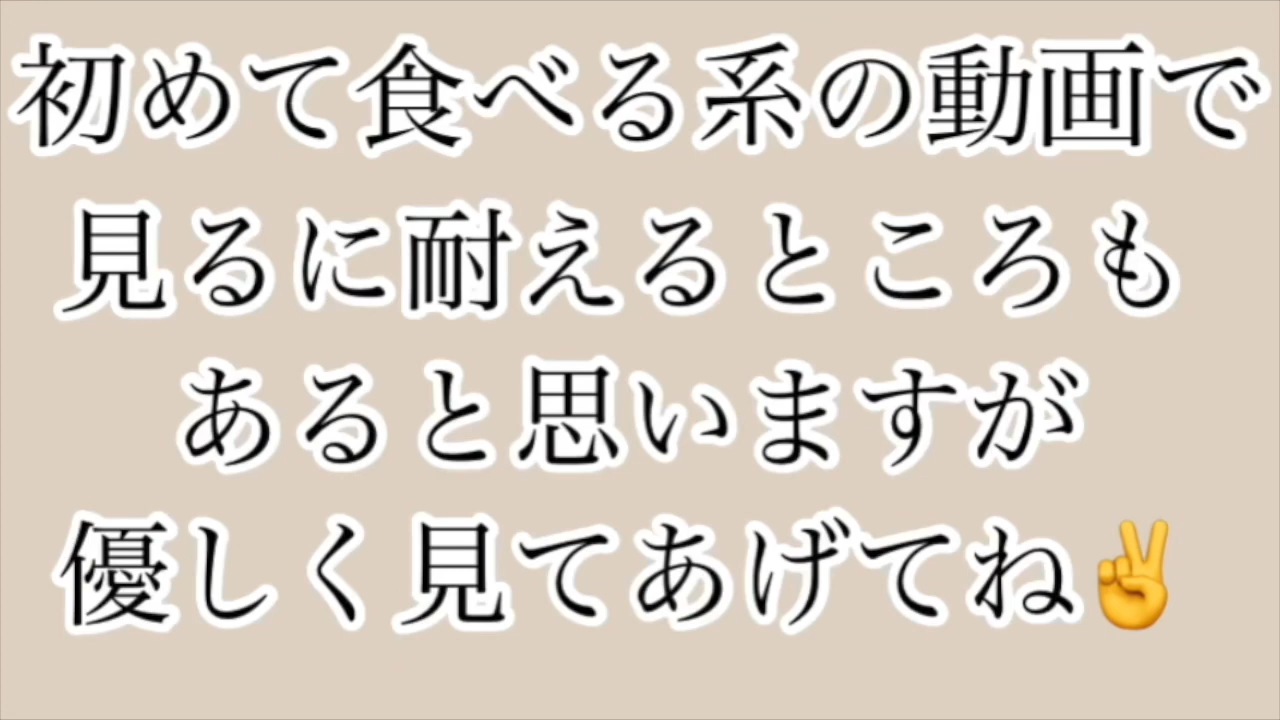 初めて食べる系の動画で
見るに耐えるところも
あると思いますが
優しく見てあげてね✌